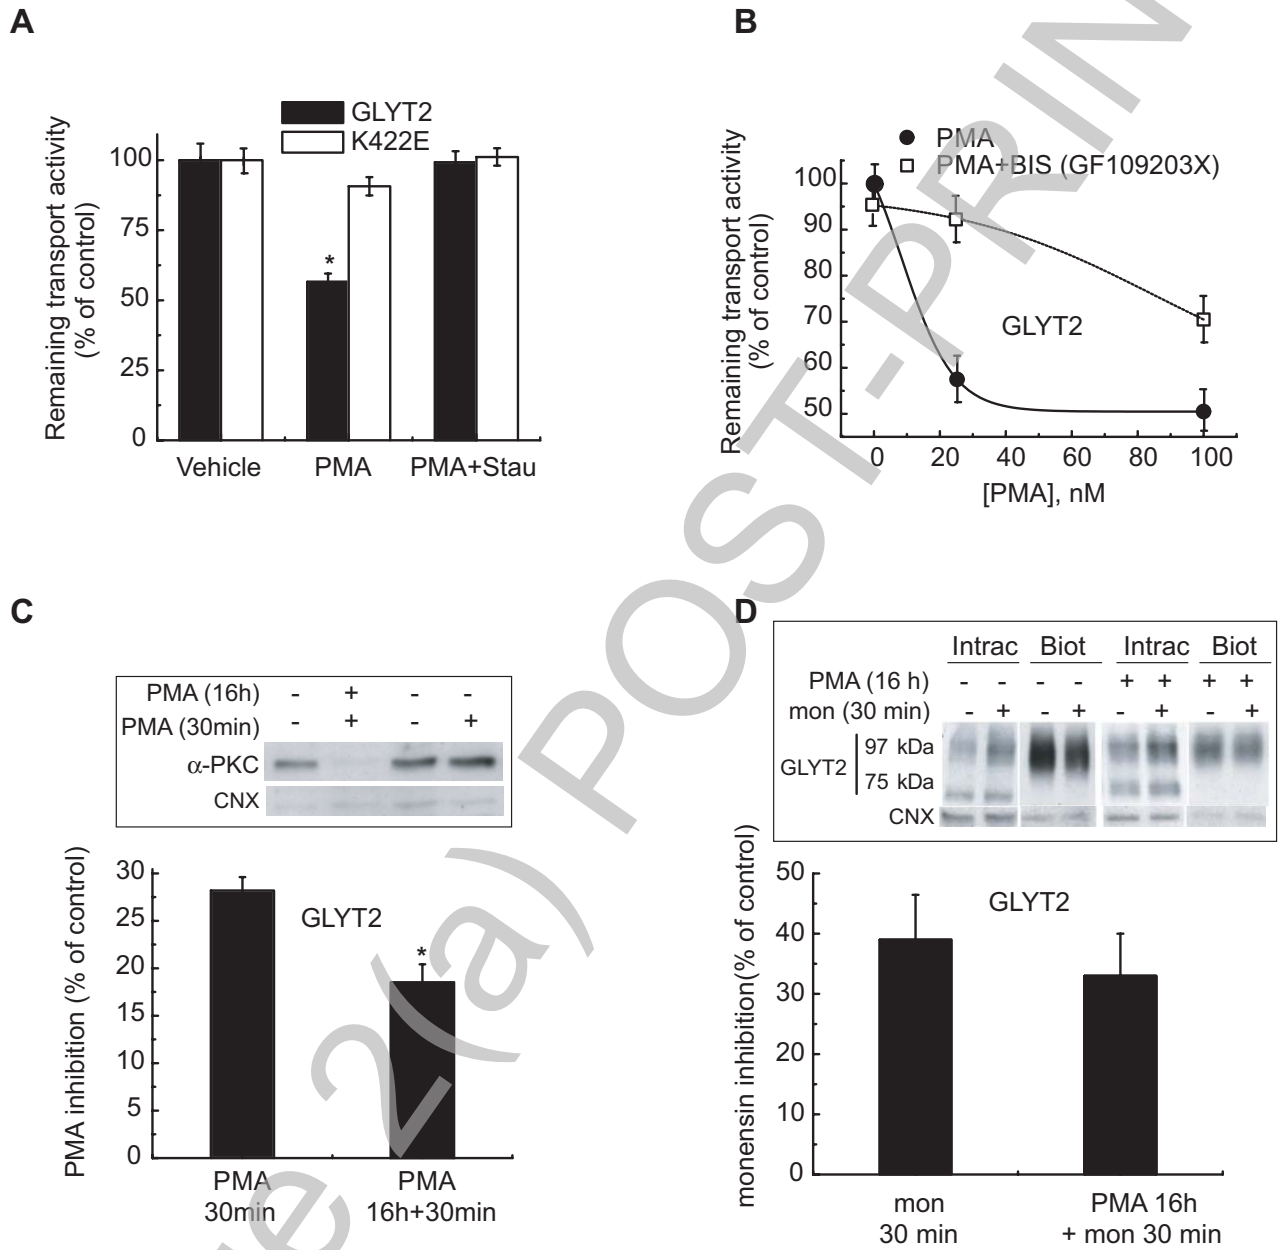 A
GLYT2
K422E
Remaining transport activity
(% of control)
100
75
50
25
0
*
Vehicle PMA PMA+Stau
B
PMA
PMA+BIS (GF109203X)
Remaining transport activity
(% of control)
100
90
80
70
60
50
GLYT2
0 20 40 60 80 100
[PMA], nM
C
PMA (16h) - + - -
PMA (30min) - + - +
α-PKC
CNX
PMA inhibition (% of control)
30
25
20
15
10
5
0
GLYT2
*
PMA
30min
PMA
16h+30min
D
Intrac Biot Intrac Biot
PMA (16 h) - - - - + + + +
mon (30 min) - + - + - + - +
GLYT2
97 kDa
75 kDa
CNX
monensin inhibition(% of control)
50
40
30
20
10
0
GLYT2
mon
30 min
PMA 16h
+ mon 30 min
2(a) POST-PRIN